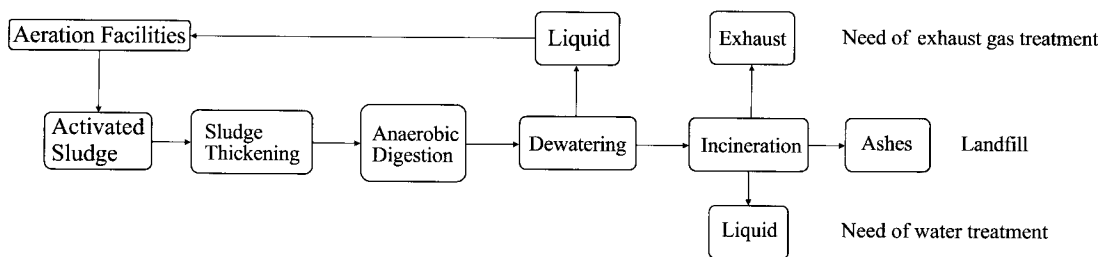 Aeration Facilities
Liquid
Exhaust
Need of exhaust gas treatment
Activated
Sludge
Sludge
Thickening
Anaerobic
Digestion
Dewatering
Incineration
Ashes
Landfill
Liquid
Need of water treatment